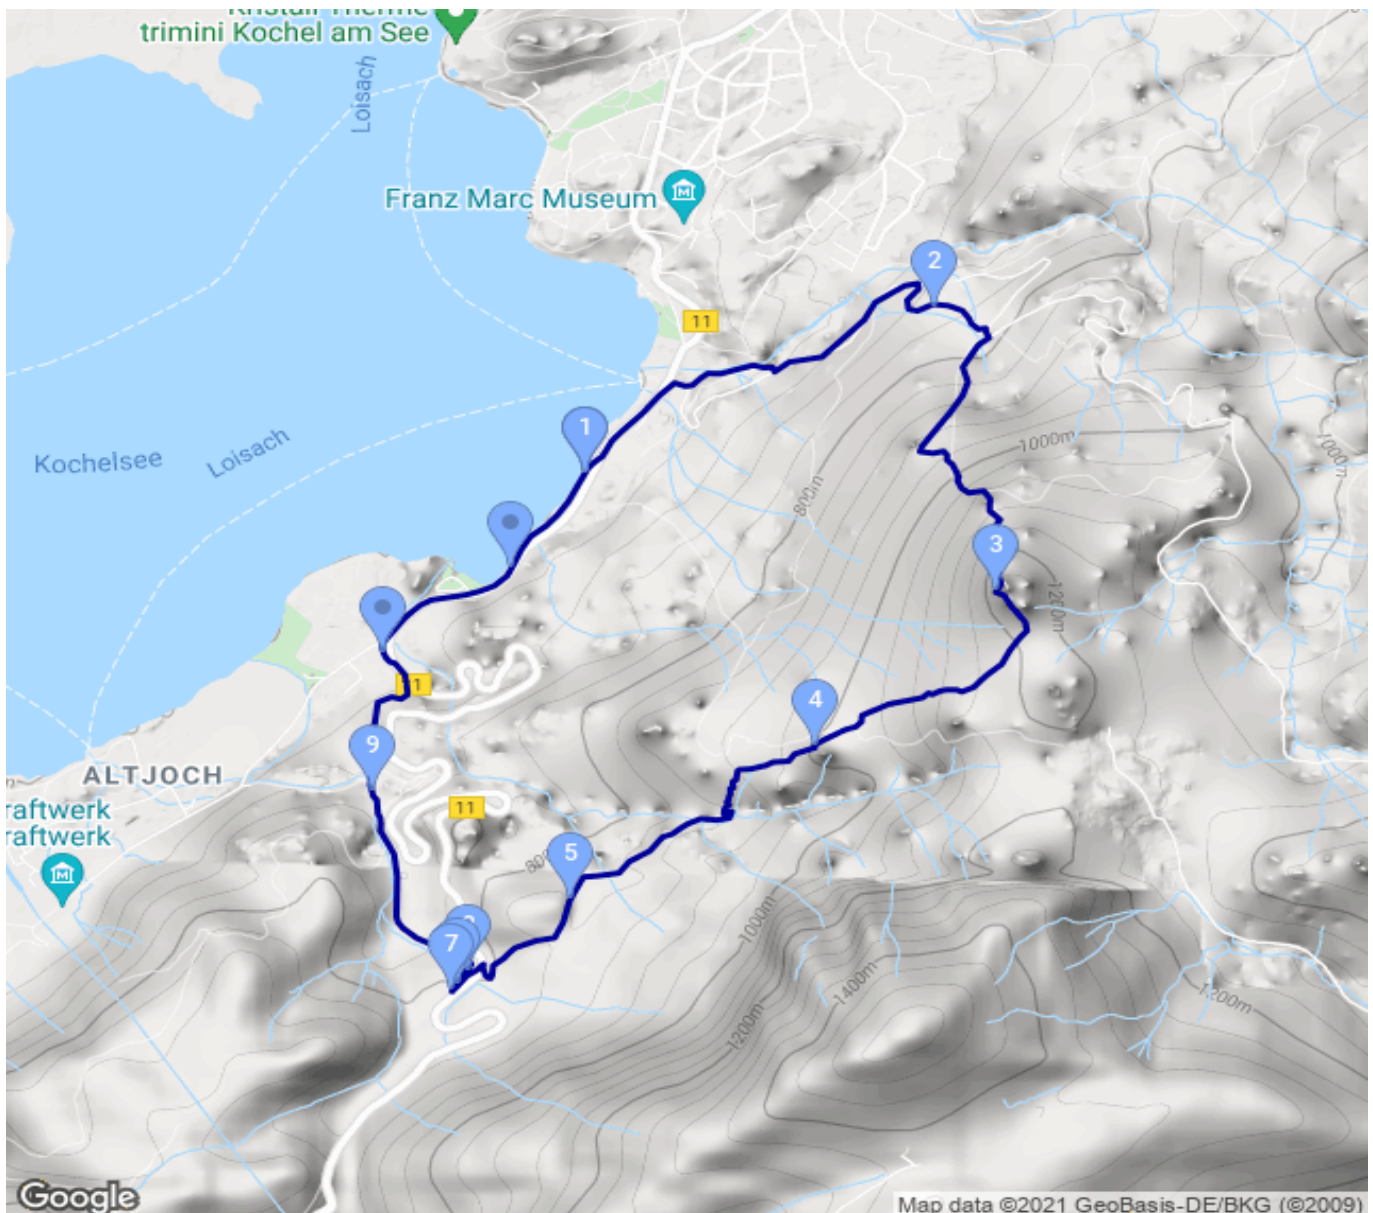 trimini Kochel am See
Loisach
Franz Marc Museum
2
11
1
Kochelsee
Loisach
1000m
1000m
800m
3
1200m
4
11
9
ALTJOCH
raftwerk
raftwerk
11
5
7
1000m
1400m
1200m
1200m
Google
Map data ©2021 GeoBasis-DE/BKG (©2009)